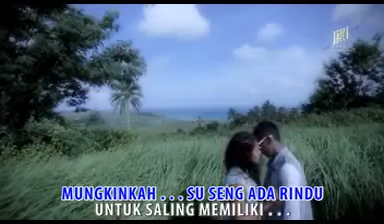 MUNGKINKAH . . . SU SENG ADA RINDU
UNTUK SALING MEMILIKI . . .